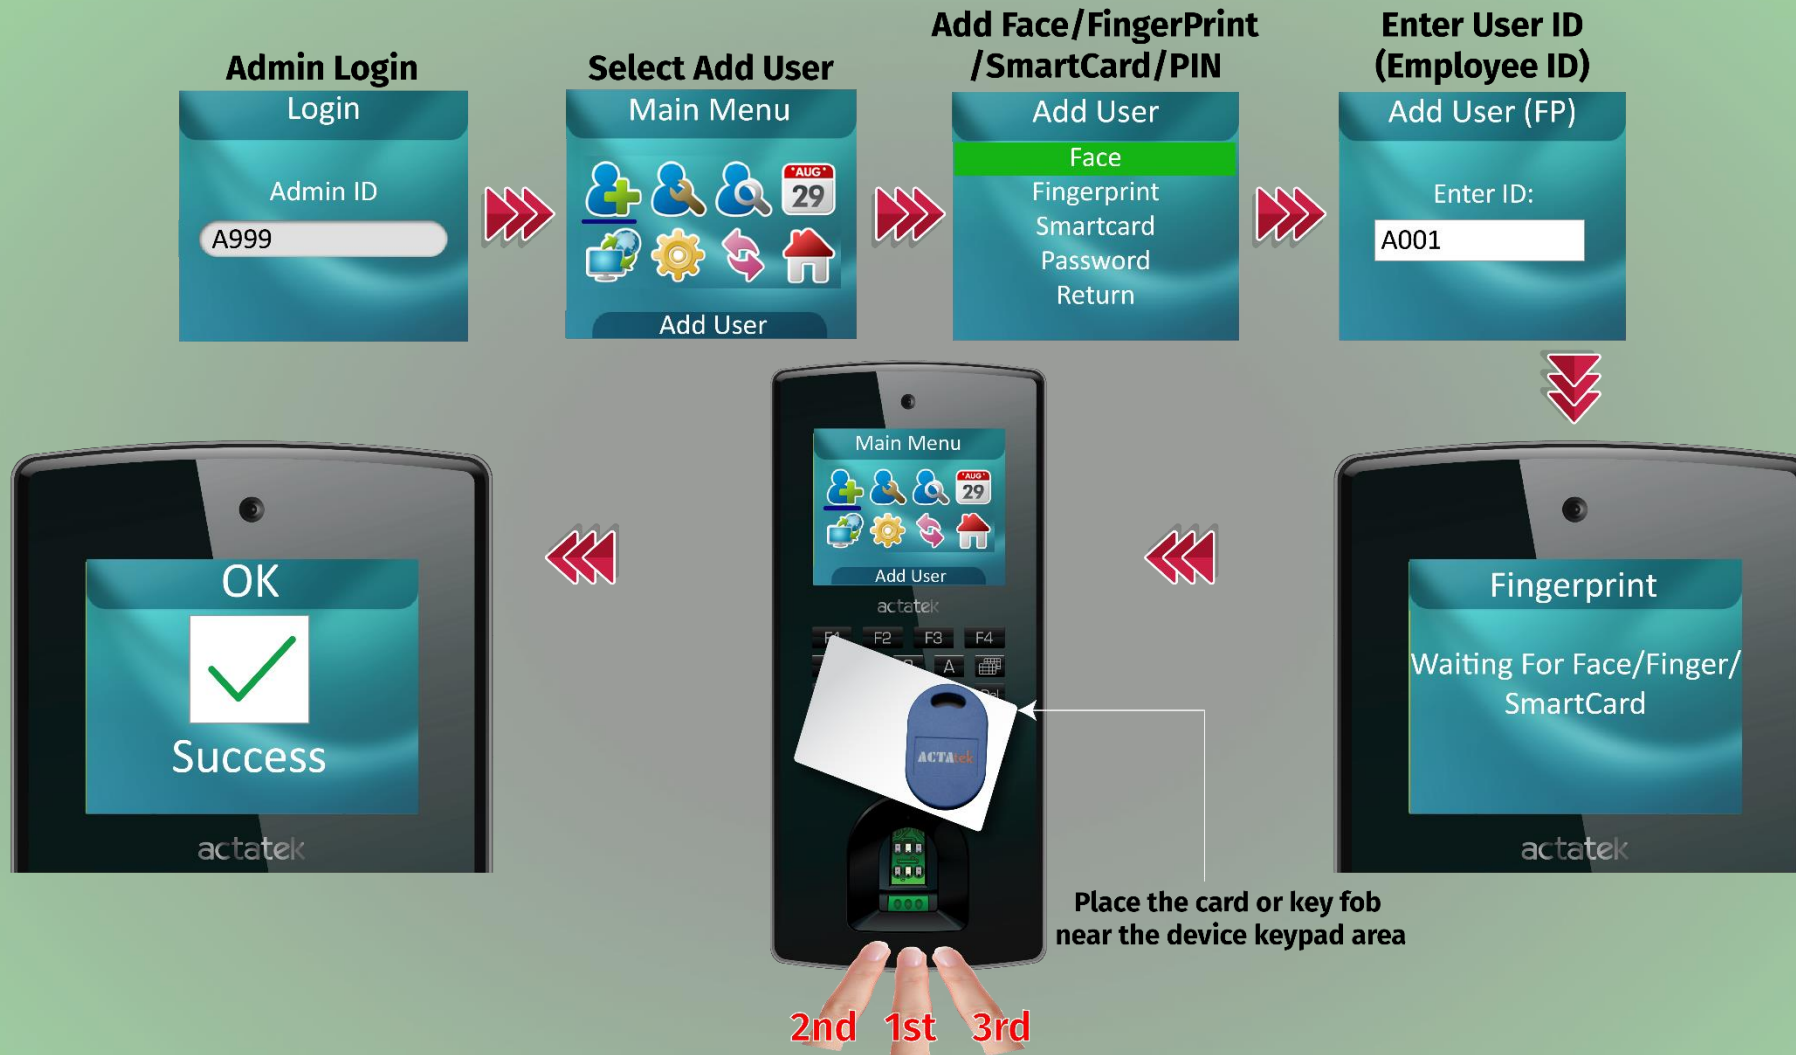 Admin Login
Login
Admin ID
A999
Select Add User
Main Menu
AUG
29
Add User
Add Face/FingerPrint
/SmartCard/PIN
Add User
Face
Fingerprint
Smartcard
Password
Return
Enter User ID
(Employee ID)
Add User (FP)
Enter ID:
A001
Fingerprint
Waiting For Face/Finger/
SmartCard
actatek
Main Menu
AUG
29
Add User
actatek
F1 F2 F3 F4
A
ACTAtek
Place the card or key fob
near the device keypad area
2nd 1st 3rd
OK
Success
actatek